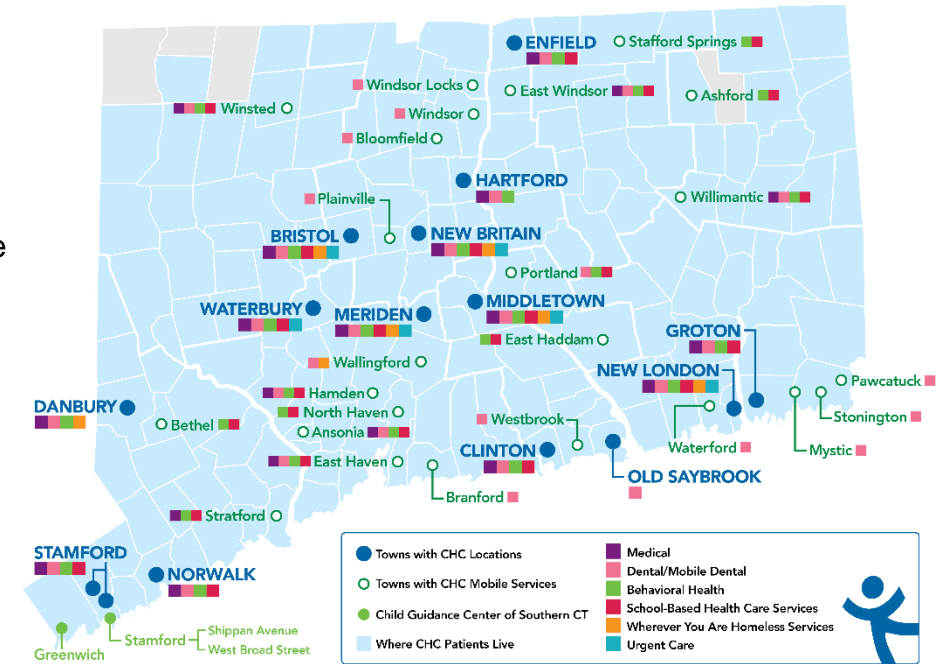 ENFIELD
Stafford Springs
Windsor Locks
East Windsor
Ashford
Winsted
Windsor
Bloomfield
HARTFORD
Plainville
Willimantic
e
BRISTOL
NEW BRITAIN
Portland
WATERBURY
MERIDEN
MIDDLETOWN
East Haddam
GROTON
Wallingford
NEW LONDON
Pawcatuck
Hamden
DANBURY
North Haven
Westbrook
Stonington
Bethel
Ansonia
Waterford
Mystic
CLINTON
East Haven
OLD SAYBROOK
Branford
Stratford
STAMFORD
NORWALK
Stamford
Shippan Avenue
West Broad Street
Greenwich
Towns with CHC Locations
Towns with CHC Mobile Services
Child Guidance Center of Southern CT
Where CHC Patients Live
Medical
Dental/Mobile Dental
Behavioral Health
School-Based Health Care Services
Wherever You Are Homeless Services
Urgent Care